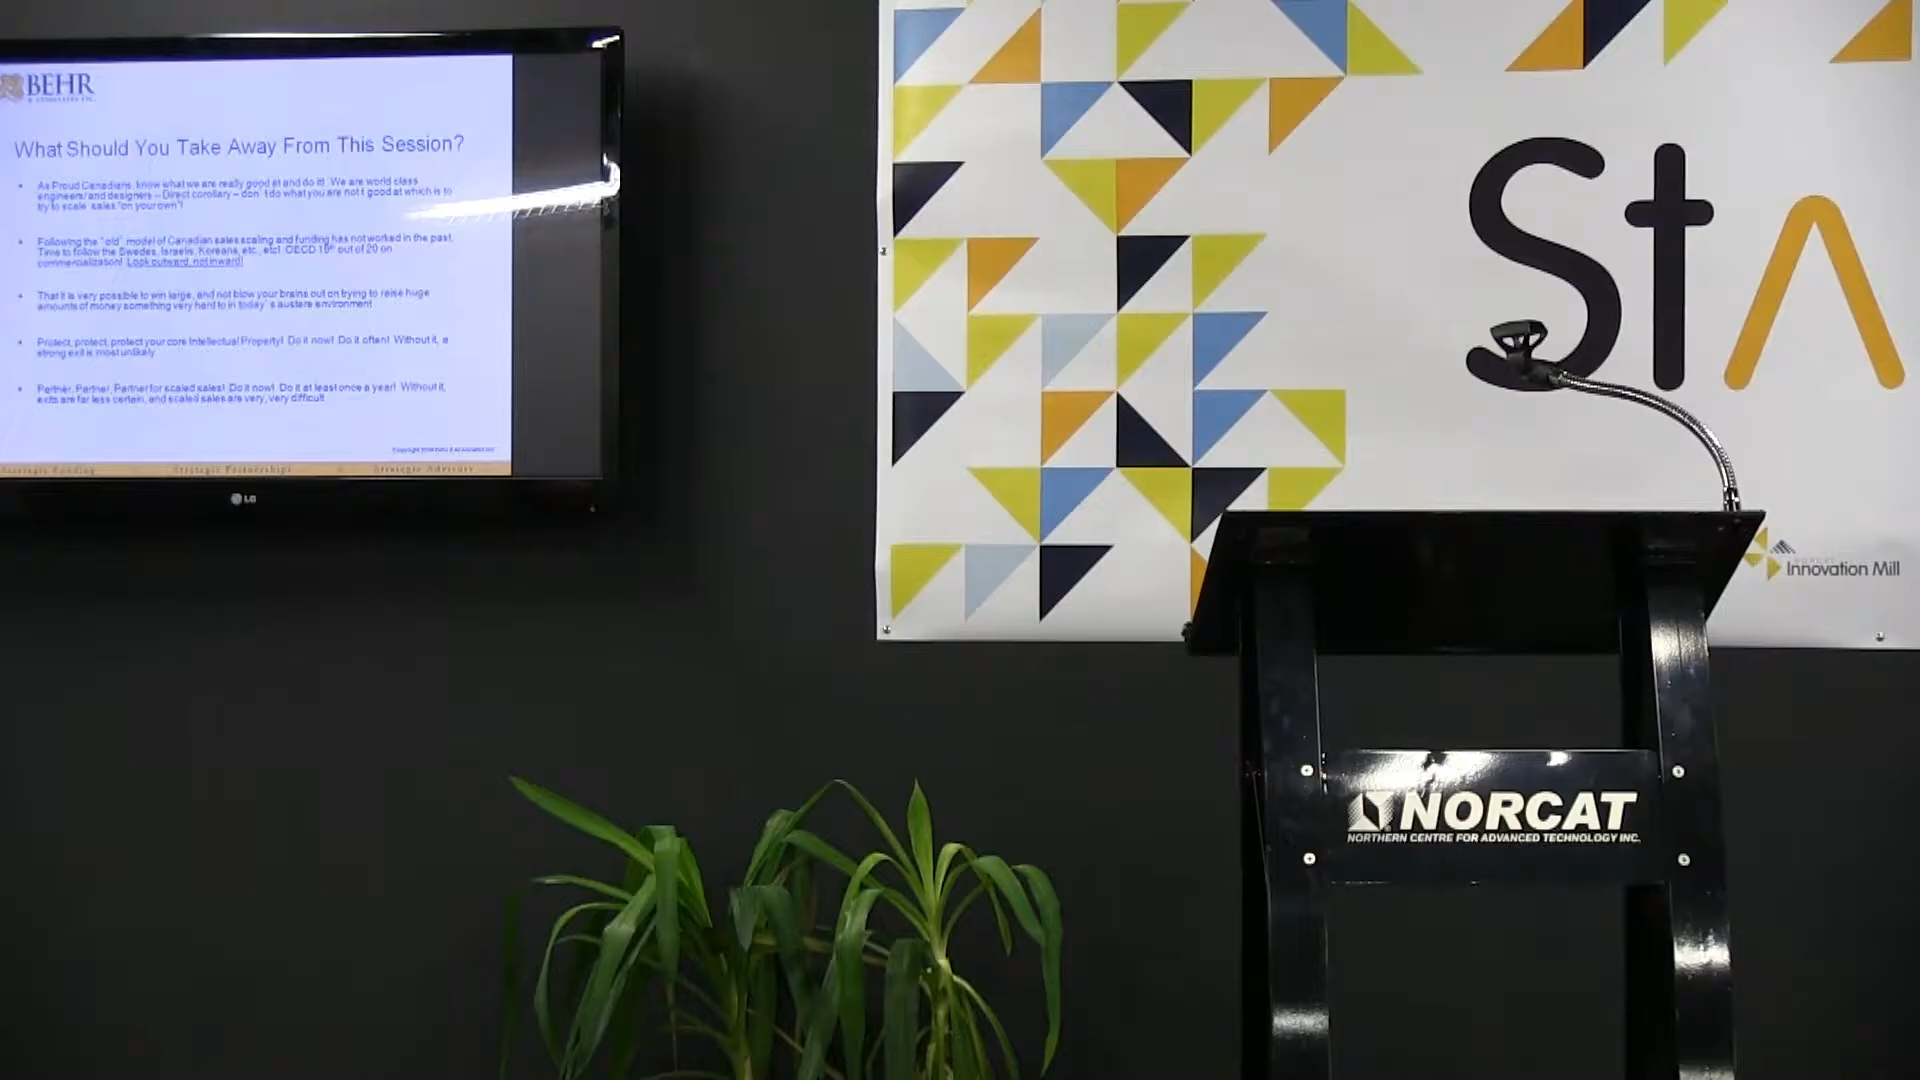 BEHR
& ASSOCIATES INC.
What Should You Take Away From This Session?
• As Proud Canadians, know what we are really good at and do it! We are world class
engineers/and designers – Direct corollary – don't do what you are not t good at which is to
try to scale sales "on your own"!
• Following the "old" model of Canadian sales scaling and funding has not worked in the past.
Time to follow the Swedes, Israelis, Koreans, etc., etc! OECD 19th out of 20 on
commercialization! Look outward, not inward!
• That it is very possible to win large, and not blow your brains out on trying to raise huge
amounts of money something very hard to in today's austere environment
• Protect, protect, protect your core Intellectual Property! Do it now! Do it often! Without it, a
strong exit is most unlikely
• Partner, Partner, Partner for scaled sales! Do it now! Do it at least once a year! Without it,
exits are far less certain, and scaled sales are very, very difficult
Strategic Funding Strategic Partnerships Strategic Advisory
LG
St
Innovation Mill
NORCAT
NORTHERN CENTRE FOR ADVANCED TECHNOLOGY INC.